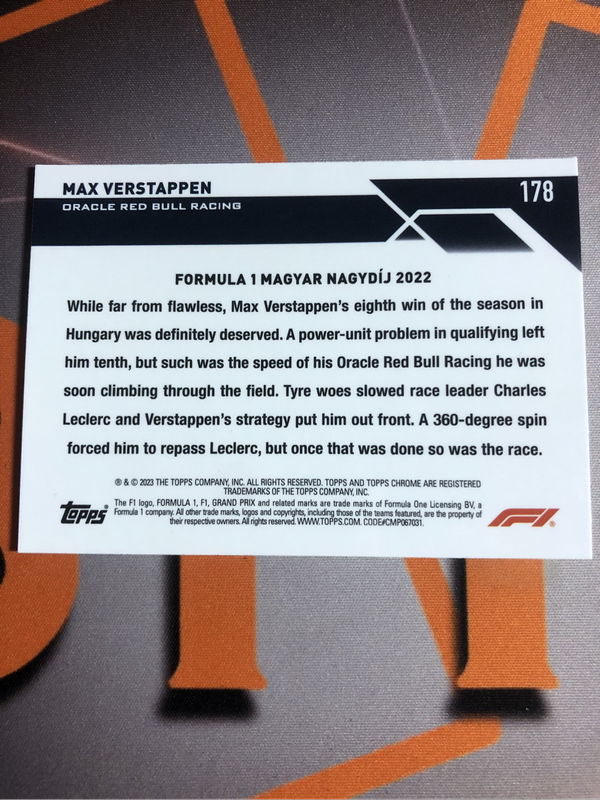 MAX VERSTAPPEN
178
ORACLE RED BULL RACING
FORMULA 1 MAGYAR NAGYDÍJ 2022
While far from flawless, Max Verstappen's eighth win of the season in
Hungary was definitely deserved. A power-unit problem in qualifying left
him tenth, but such was the speed of his Oracle Red Bull Racing he was
soon climbing through the field. Tyre woes slowed race leader Charles
Leclerc and Verstappen's strategy put him out front. A 360-degree spin
forced him to repass Leclerc, but once that was done so was the race.
® & © 2023 THE TOPPS COMPANY, INC. ALL RIGHTS RESERVED. TOPPS AND TOPPS CHROME ARE REGISTERED
TRADEMARKS OF THE TOPPS COMPANY, INC.
The F1 logo, FORMULA 1, F1, GRAND PRIX and related marks are trade marks of Formula One Licensing BV, a
Formula 1 company. All other trade marks, logos and copyrights, including those of the teams featured, are the property of
their respective owners. All rights reserved. WWW.TOPPS.COM. CODE#CMP067031.
Topps
F1